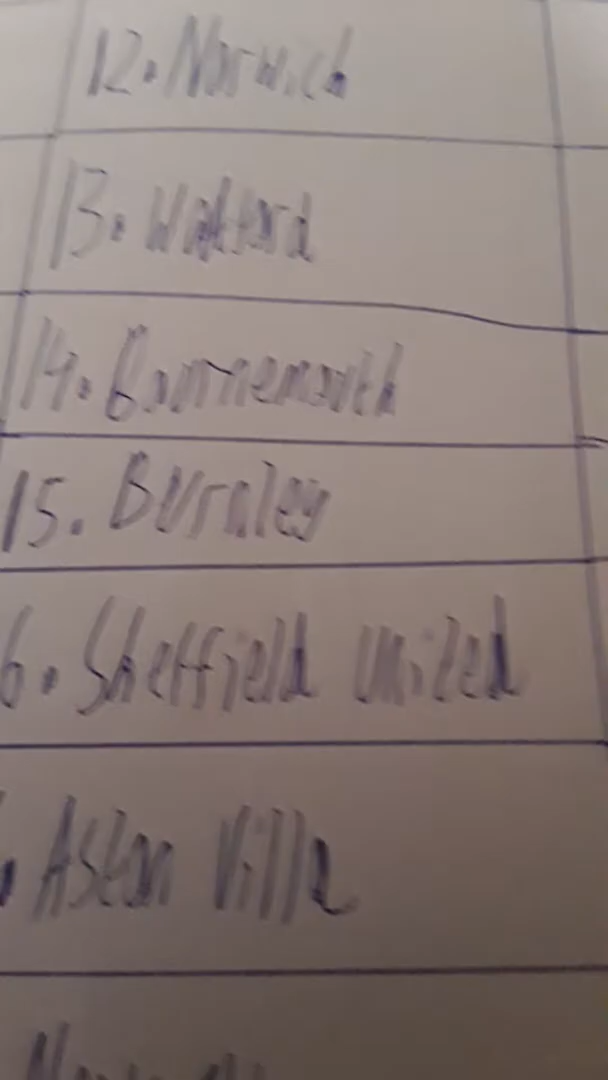 12. Norwich
13. Watford
14. Bournemouth
15. Burnley
6. Sheffield United
. Aston Villa